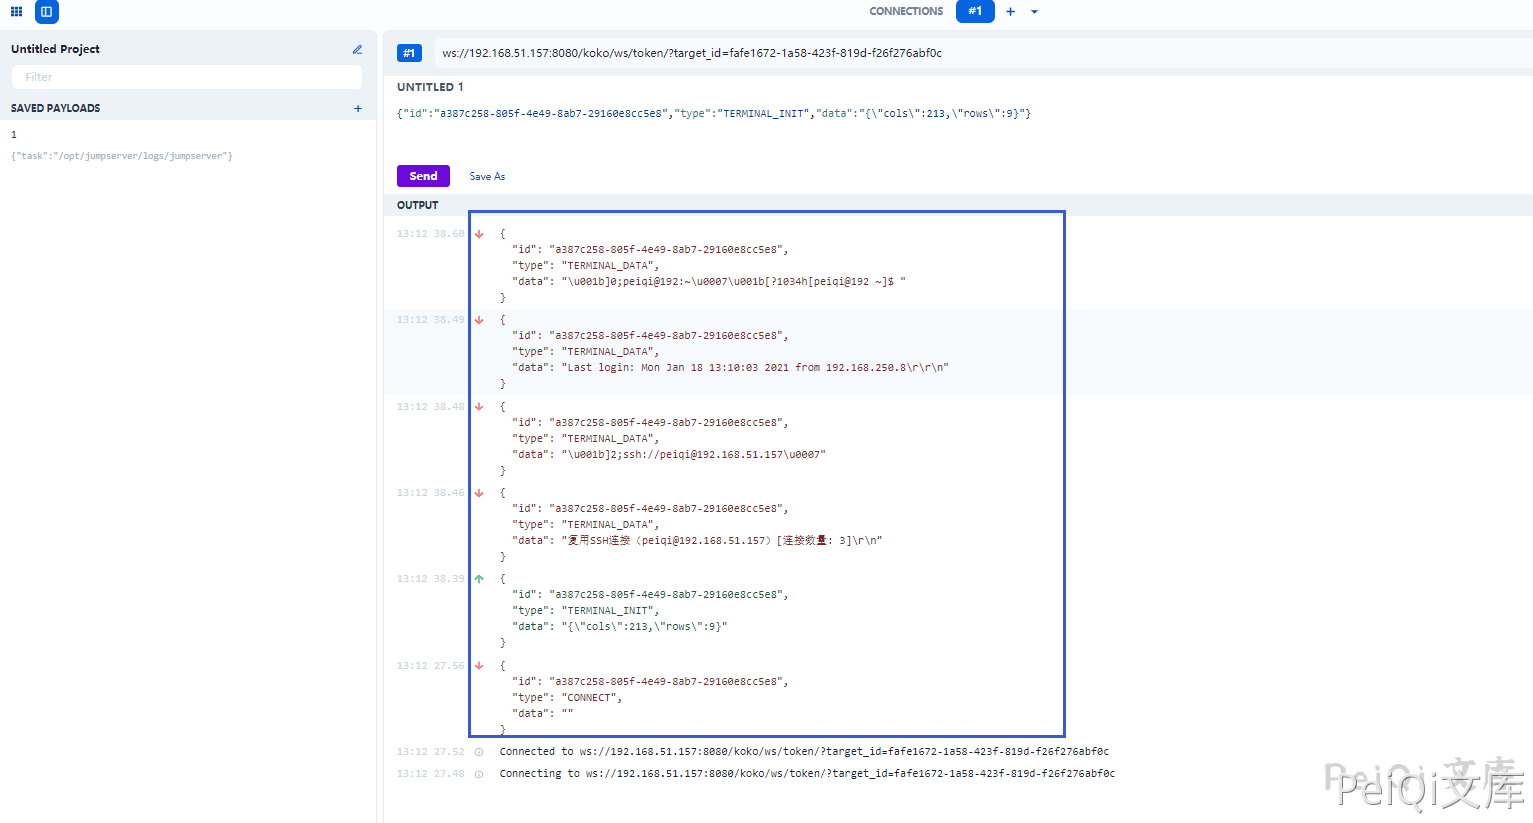 CONNECTIONS
#1
Untitled Project
Filter
SAVED PAYLOADS
1
{"task":"/opt/jumpserver/logs/jumpserver"}
#1
ws://192.168.51.157:8080/koko/ws/token/?target_id=fafe1672-1a58-423f-819d-f26f276abf0c
UNTITLED 1
{"id":"a387c258-805f-4e49-8ab7-29160e8cc5e8","type":"TERMINAL_INIT","data":"{\"cols\":213,\"rows\":9}"}
Send Save As
OUTPUT
13:12 38.60 {
"id": "a387c258-805f-4e49-8ab7-29160e8cc5e8",
"type": "TERMINAL_DATA",
"data": "\u001b]0;peiqi@192:~\u0007\u001b[?1034h[peiqi@192 ~]$ "
}
13:12 38.49 {
"id": "a387c258-805f-4e49-8ab7-29160e8cc5e8",
"type": "TERMINAL_DATA",
"data": "Last login: Mon Jan 18 13:10:03 2021 from 192.168.250.8\r\r\n"
}
13:12 38.48 {
"id": "a387c258-805f-4e49-8ab7-29160e8cc5e8",
"type": "TERMINAL_DATA",
"data": "\u001b]2;ssh://peiqi@192.168.51.157\u0007"
}
13:12 38.46 {
"id": "a387c258-805f-4e49-8ab7-29160e8cc5e8",
"type": "TERMINAL_DATA",
"data": "复用SSH连接（peiqi@192.168.51.157）[连接数量: 3]\r\n"
}
13:12 38.39 {
"id": "a387c258-805f-4e49-8ab7-29160e8cc5e8",
"type": "TERMINAL_INIT",
"data": "{\"cols\":213,\"rows\":9}"
}
13:12 27.56 {
"id": "a387c258-805f-4e49-8ab7-29160e8cc5e8",
"type": "CONNECT",
"data": ""
}
13:12 27.52 Connected to ws://192.168.51.157:8080/koko/ws/token/?target_id=fafe1672-1a58-423f-819d-f26f276abf0c
13:12 27.48 Connecting to ws://192.168.51.157:8080/koko/ws/token/?target_id=fafe1672-1a58-423f-819d-f26f276abf0c
PeiQi 文库
PeiQi文库